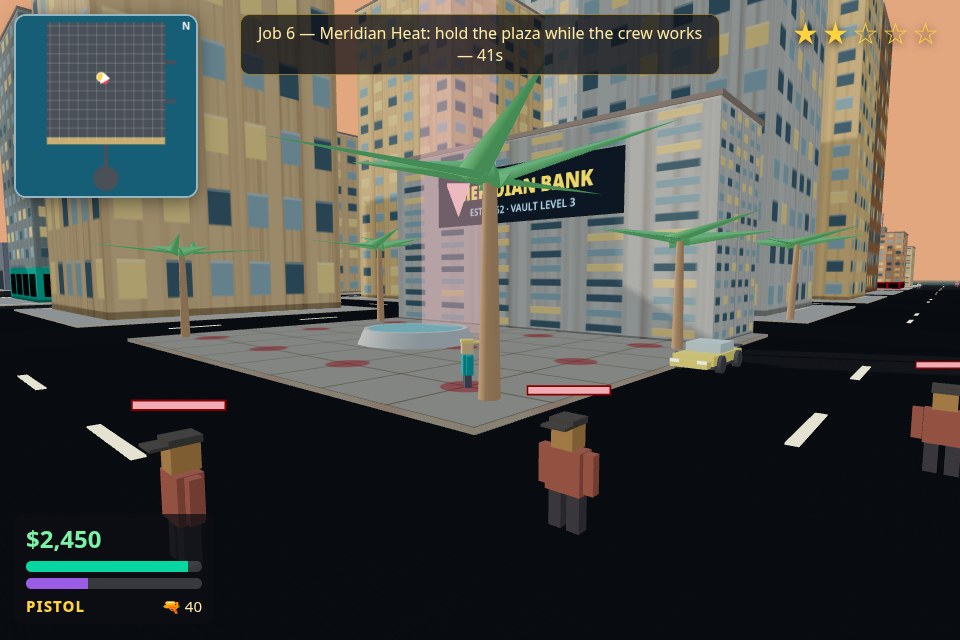 N
Job 6 — Meridian Heat: hold the plaza while the crew works
— 41s
DIAN BANK
VAULT LEVEL 3
$2,450
PISTOL
40